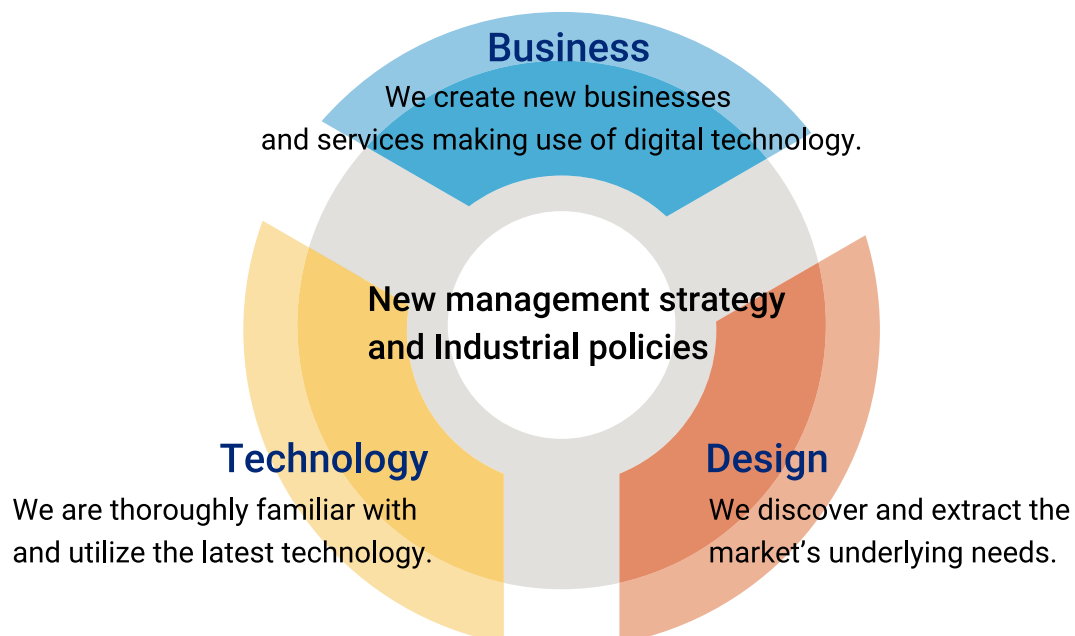 Business
We create new businesses
and services making use of digital technology.
New management strategy
and Industrial policies
Technology
We are thoroughly familiar with
and utilize the latest technology.
Design
We discover and extract the
market’s underlying needs.